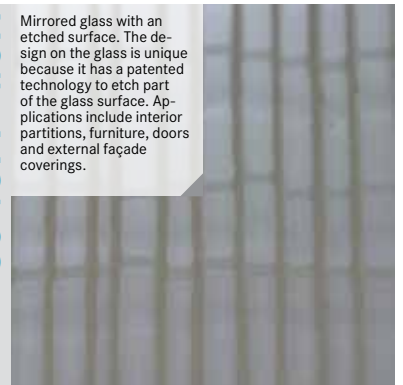 Mirrored glass with an
etched surface. The de-
sign on the glass is unique
because it has a patented
technology to etch part
of the glass surface. Ap-
plications include interior
partitions, furniture, doors
and external façade
coverings.